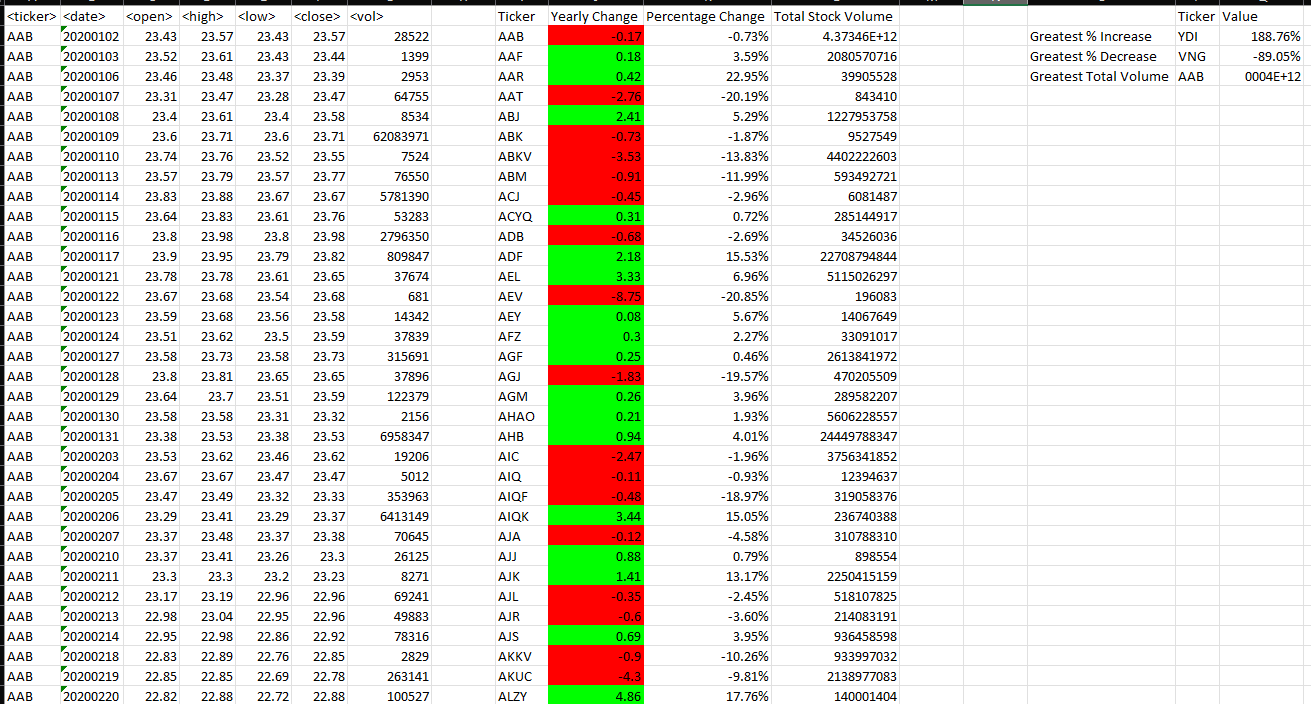 <ticker> <date> <open> <high> <low> <close> <vol> Ticker Yearly Change Percentage Change Total Stock Volume Ticker Value
AAB 20200102 23.43 23.57 23.43 23.57 28522 AAB -0.17 -0.73% 4.37346E+12 Greatest % Increase YDI 188.76%
AAB 20200103 23.52 23.61 23.43 23.44 1399 AAF 0.18 3.59% 2080570716 Greatest % Decrease VNG -89.05%
AAB 20200106 23.46 23.48 23.37 23.39 2953 AAR 0.42 22.95% 39905528 Greatest Total Volume AAB 0004E+12
AAB 20200107 23.31 23.47 23.28 23.47 64755 AAT -2.76 -20.19% 843410
AAB 20200108 23.4 23.61 23.4 23.58 8534 ABJ 2.41 5.29% 1227953758
AAB 20200109 23.6 23.71 23.6 23.71 62083971 ABK -0.73 -1.87% 9527549
AAB 20200110 23.74 23.76 23.52 23.55 7524 ABKV -3.53 -13.83% 4402222603
AAB 20200113 23.57 23.79 23.57 23.77 76550 ABM -0.91 -11.99% 593492721
AAB 20200114 23.83 23.88 23.67 23.67 5781390 ACJ -0.45 -2.96% 6081487
AAB 20200115 23.64 23.83 23.61 23.76 53283 ACYQ 0.31 0.72% 285144917
AAB 20200116 23.8 23.98 23.8 23.98 2796350 ADB -0.68 -2.69% 34526036
AAB 20200117 23.9 23.95 23.79 23.82 809847 ADF 2.18 15.53% 22708794844
AAB 20200121 23.78 23.78 23.61 23.65 37674 AEL 3.33 6.96% 5115026297
AAB 20200122 23.67 23.68 23.54 23.68 681 AEV -8.75 -20.85% 196083
AAB 20200123 23.59 23.68 23.56 23.58 14342 AEY 0.08 5.67% 14067649
AAB 20200124 23.51 23.62 23.5 23.59 37839 AFZ 0.3 2.27% 33091017
AAB 20200127 23.58 23.73 23.58 23.73 315691 AGF 0.25 0.46% 2613841972
AAB 20200128 23.8 23.81 23.65 23.65 37896 AGJ -1.83 -19.57% 470205509
AAB 20200129 23.64 23.7 23.51 23.59 122379 AGM 0.26 3.96% 289582207
AAB 20200130 23.58 23.58 23.31 23.32 2156 AHAO 0.21 1.93% 5606228557
AAB 20200131 23.38 23.53 23.38 23.53 6958347 AHB 0.94 4.01% 24449788347
AAB 20200203 23.53 23.62 23.46 23.62 19206 AIC -2.47 -1.96% 3756341852
AAB 20200204 23.67 23.67 23.47 23.47 5012 AIQ -0.11 -0.93% 12394637
AAB 20200205 23.47 23.49 23.32 23.33 353963 AIQF -0.48 -18.97% 319058376
AAB 20200206 23.29 23.41 23.29 23.37 6413149 AIQK 3.44 15.05% 236740388
AAB 20200207 23.37 23.48 23.37 23.38 70645 AJA -0.12 -4.58% 310788310
AAB 20200210 23.37 23.41 23.26 23.3 26125 AJJ 0.88 0.79% 898554
AAB 20200211 23.3 23.3 23.2 23.23 8271 AJK 1.41 13.17% 2250415159
AAB 20200212 23.17 23.19 22.96 22.96 69241 AJL -0.35 -2.45% 518107825
AAB 20200213 22.98 23.04 22.95 22.96 49883 AJR -0.6 -3.60% 214083191
AAB 20200214 22.95 22.98 22.86 22.92 78316 AJS 0.69 3.95% 936458598
AAB 20200218 22.83 22.89 22.76 22.85 2829 AKKV -0.9 -10.26% 933997032
AAB 20200219 22.85 22.85 22.69 22.78 263141 AKUC -4.3 -9.81% 2138977083
AAB 20200220 22.82 22.88 22.72 22.88 100527 ALZY 4.86 17.76% 140001404